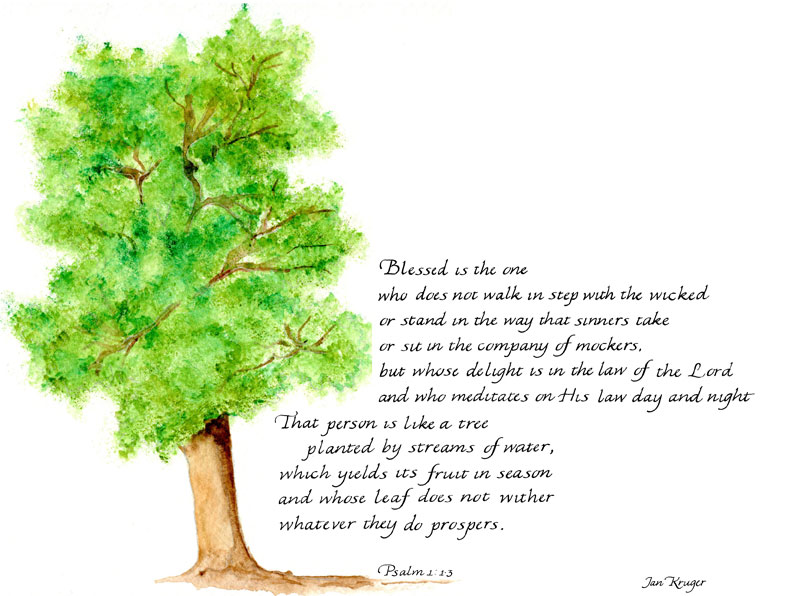 Blessed is the one
who does not walk in step with the wicked
or stand in the way that sinners take
or sit in the company of mockers,
but whose delight is in the law of the Lord
and who meditates on His law day and night
That person is like a tree
planted by streams of water,
which yields its fruit in season
and whose leaf does not wither
whatever they do prospers.
Psalm 1:1-3
Jan Kruger